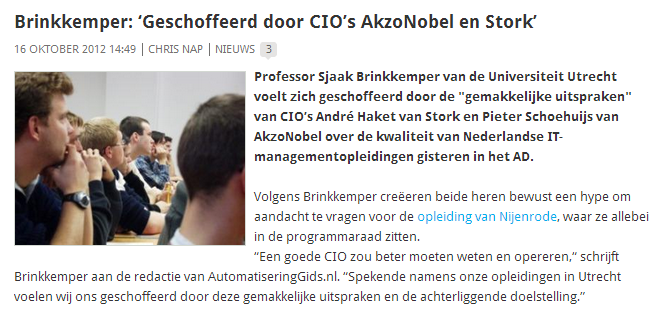 Brinkkemper: ‘Geschoffeerd door CIO’s AkzoNobel en Stork’
16 OKTOBER 2012 14:49 | CHRIS NAP | NIEUWS 3
Professor Sjaak Brinkkemper van de Universiteit Utrecht
voelt zich geschoffeerd door de "gemakkelijke uitspraken"
van CIO’s André Haket van Stork en Pieter Schoehuijs van
AkzoNobel over de kwaliteit van Nederlandse IT-
managementopleidingen gisteren in het AD.
Volgens Brinkkemper creëeren beide heren bewust een hype om
aandacht te vragen voor de opleiding van Nijenrode, waar ze allebei
in de programmaraad zitten.
“Een goede CIO zou beter moeten weten en opereren,” schrijft
Brinkkemper aan de redactie van AutomatiseringGids.nl. “Spekende namens onze opleidingen in Utrecht
voelen wij ons geschoffeerd door deze gemakkelijke uitspraken en de achterliggende doelstelling.”